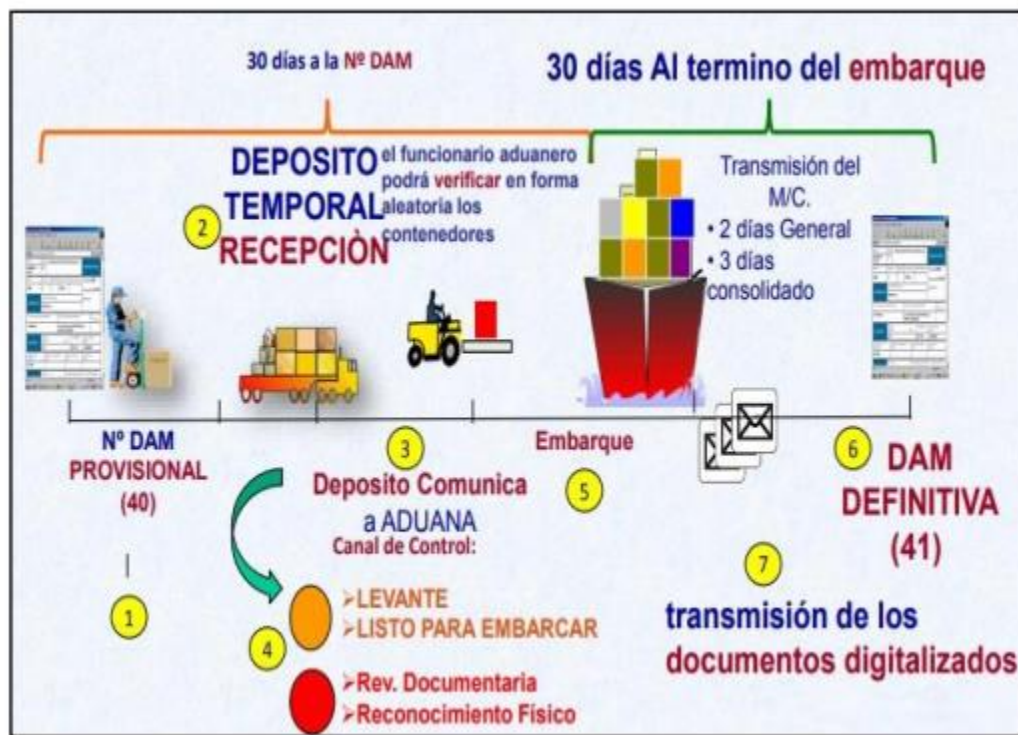 30 días a la Nº DAM
30 días Al termino del embarque
DEPOSITO
TEMPORAL
RECEPCIÒN
el funcionario aduanero
podrá verificar en forma
aleatoria los
contenedores
2
Transmisión del
M/C.
• 2 días General
• 3 días
consolidado
Nº DAM
PROVISIONAL
(40)
1
3
Deposito Comunica
a ADUANA
Canal de Control:
4
➢LEVANTE
➢LISTO PARA EMBARCAR
➢Rev. Documentaria
➢Reconocimiento Físico
Embarque
5
6
DAM
DEFINITIVA
(41)
7
transmisión de los
documentos digitalizados